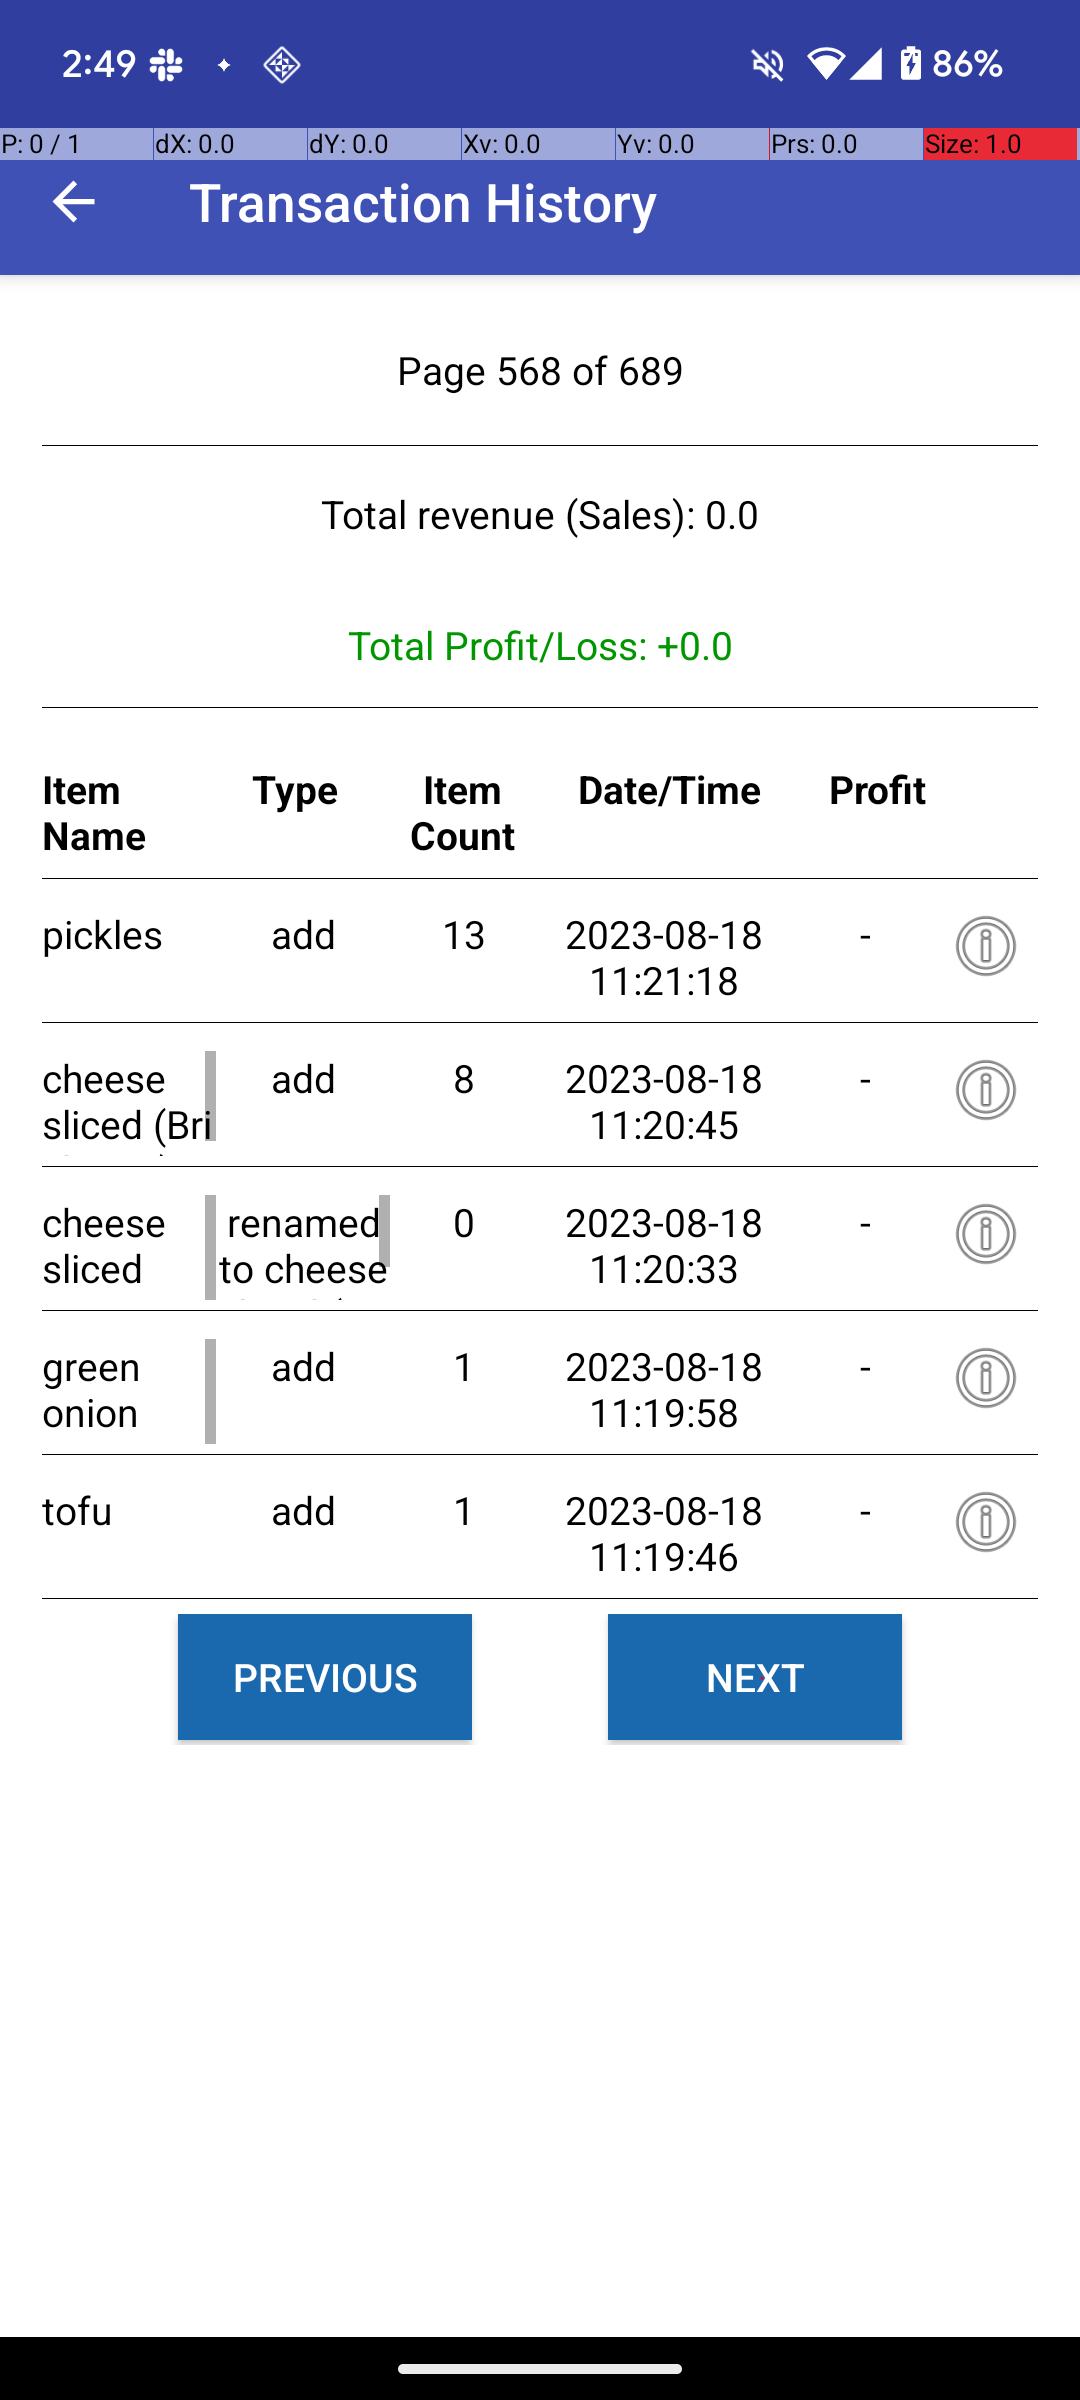 2:49
86%
P: 0 / 1 dX: 0.0 dY: 0.0 Xv: 0.0 Yv: 0.0 Prs: 0.0 Size: 1.0
Transaction History
Page 568 of 689
Total revenue (Sales): 0.0
Total Profit/Loss: +0.0
Item Name Type Item Count Date/Time Profit
pickles add 13 2023-08-18 11:21:18 -
cheese sliced (Bri add 8 2023-08-18 11:20:45 -
cheese sliced renamed to cheese 0 2023-08-18 11:20:33 -
green onion add 1 2023-08-18 11:19:58 -
tofu add 1 2023-08-18 11:19:46 -
PREVIOUS NEXT